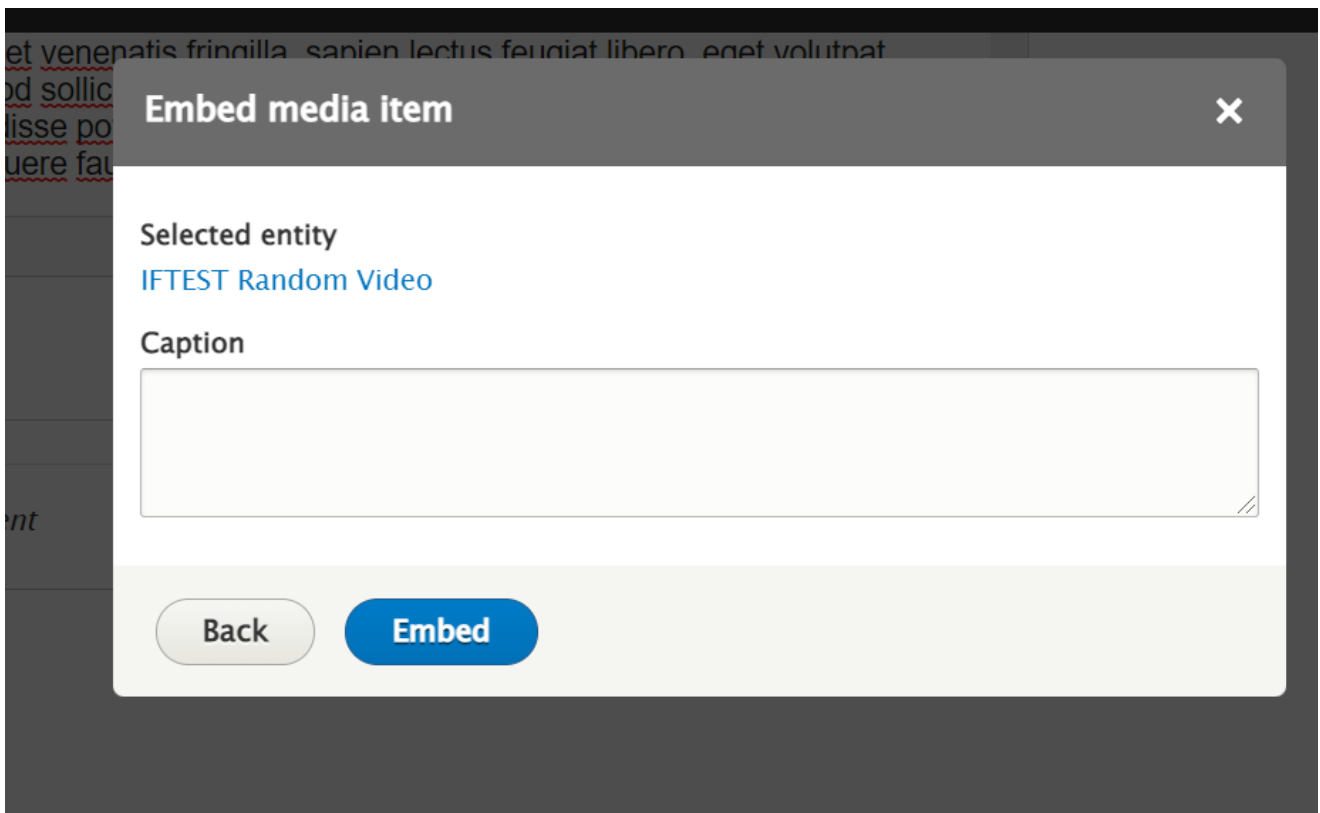 et venenatis fringilla, sapien lectus feugiat libero, eget volutpat
od sollic
disse po
uere fau
Embed media item
Selected entity
IFTEST Random Video
Caption
ent
Back
Embed